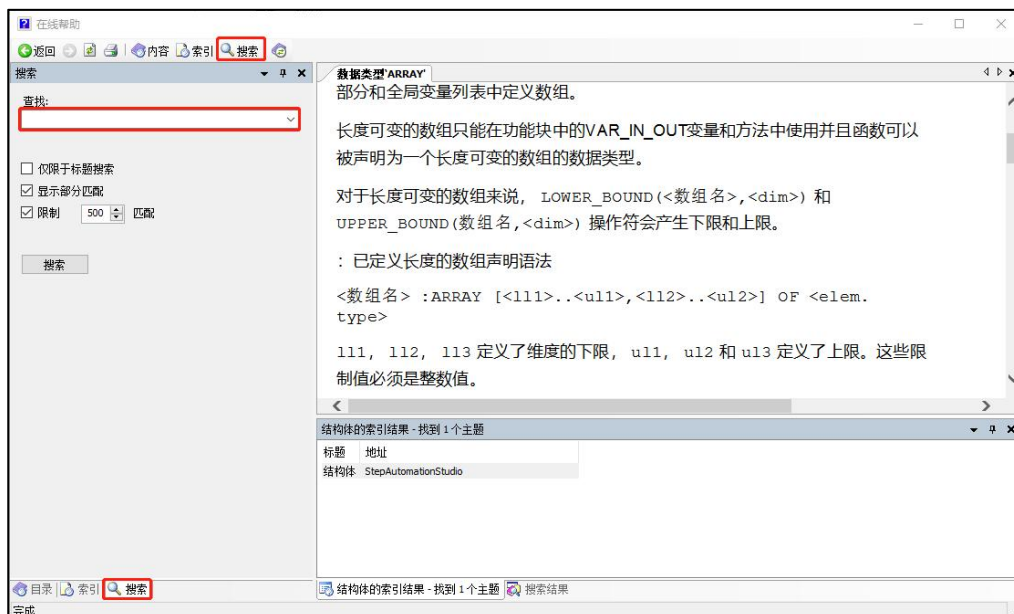 在线帮助
返回 内容 索引 搜索
搜索
查找:
仅限于标题搜索
显示部分匹配
限制 500 匹配
搜索
数据类型'ARRAY'
部分和全局变量列表中定义数组。
长度可变的数组只能在功能块中的VAR_IN_OUT变量和方法中使用并且函数可以
被声明为一个长度可变的数组的数据类型。
对于长度可变的数组来说，LOWER_BOUND(<数组名>,<dim>) 和
UPPER_BOUND(数组名,<dim>) 操作符会产生下限和上限。
：已定义长度的数组声明语法
<数组名> :ARRAY [<ll1>..<ul1>,<ll2>..<ul2>] OF <elem.
type>
ll1, ll2, ll3 定义了维度的下限, ul1, ul2 和 ul3 定义了上限。这些限
制值必须是整数值。
结构体的索引结果 - 找到 1 个主题
标题 地址
结构体 StepAutomationStudio
目录 索引 搜索
结构体的索引结果 - 找到 1 个主题 搜索结果
完成